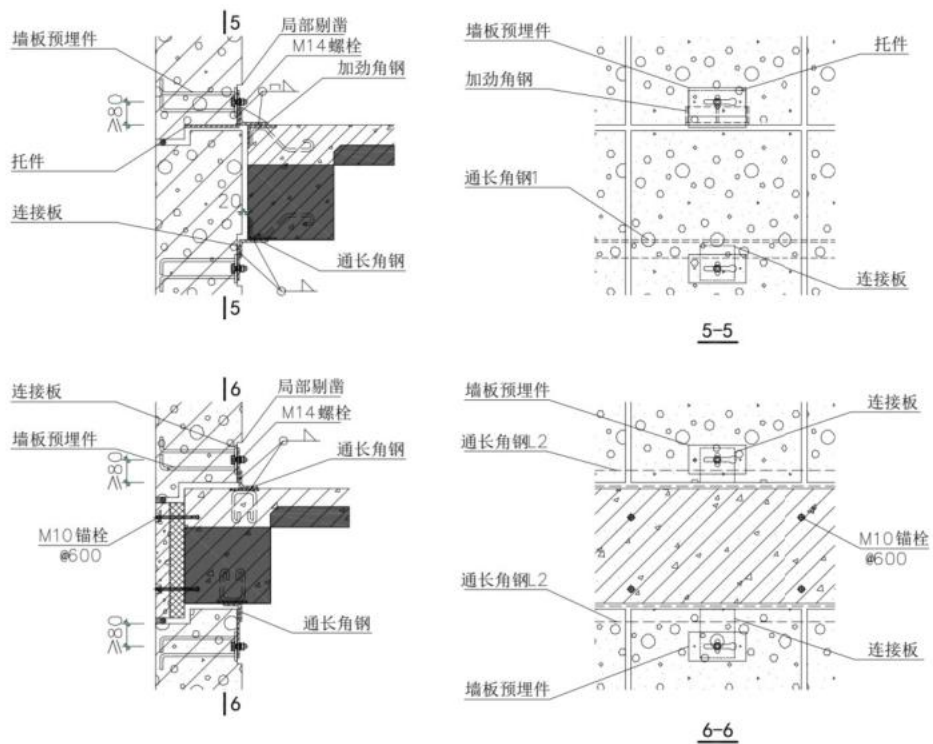 5
局部剔凿
墙板预埋件
M14螺栓
加劲角钢
≥80
托件
20
连接板
通长角钢
5
墙板预埋件
托件
加劲角钢
通长角钢1
连接板
5-5
6
连接板
局部剔凿
M14螺栓
墙板预埋件
通长角钢
≥80
M10锚栓
@600
≥80
通长角钢
6
墙板预埋件
连接板
通长角钢L2
M10锚栓
@600
通长角钢L2
连接板
墙板预埋件
6-6